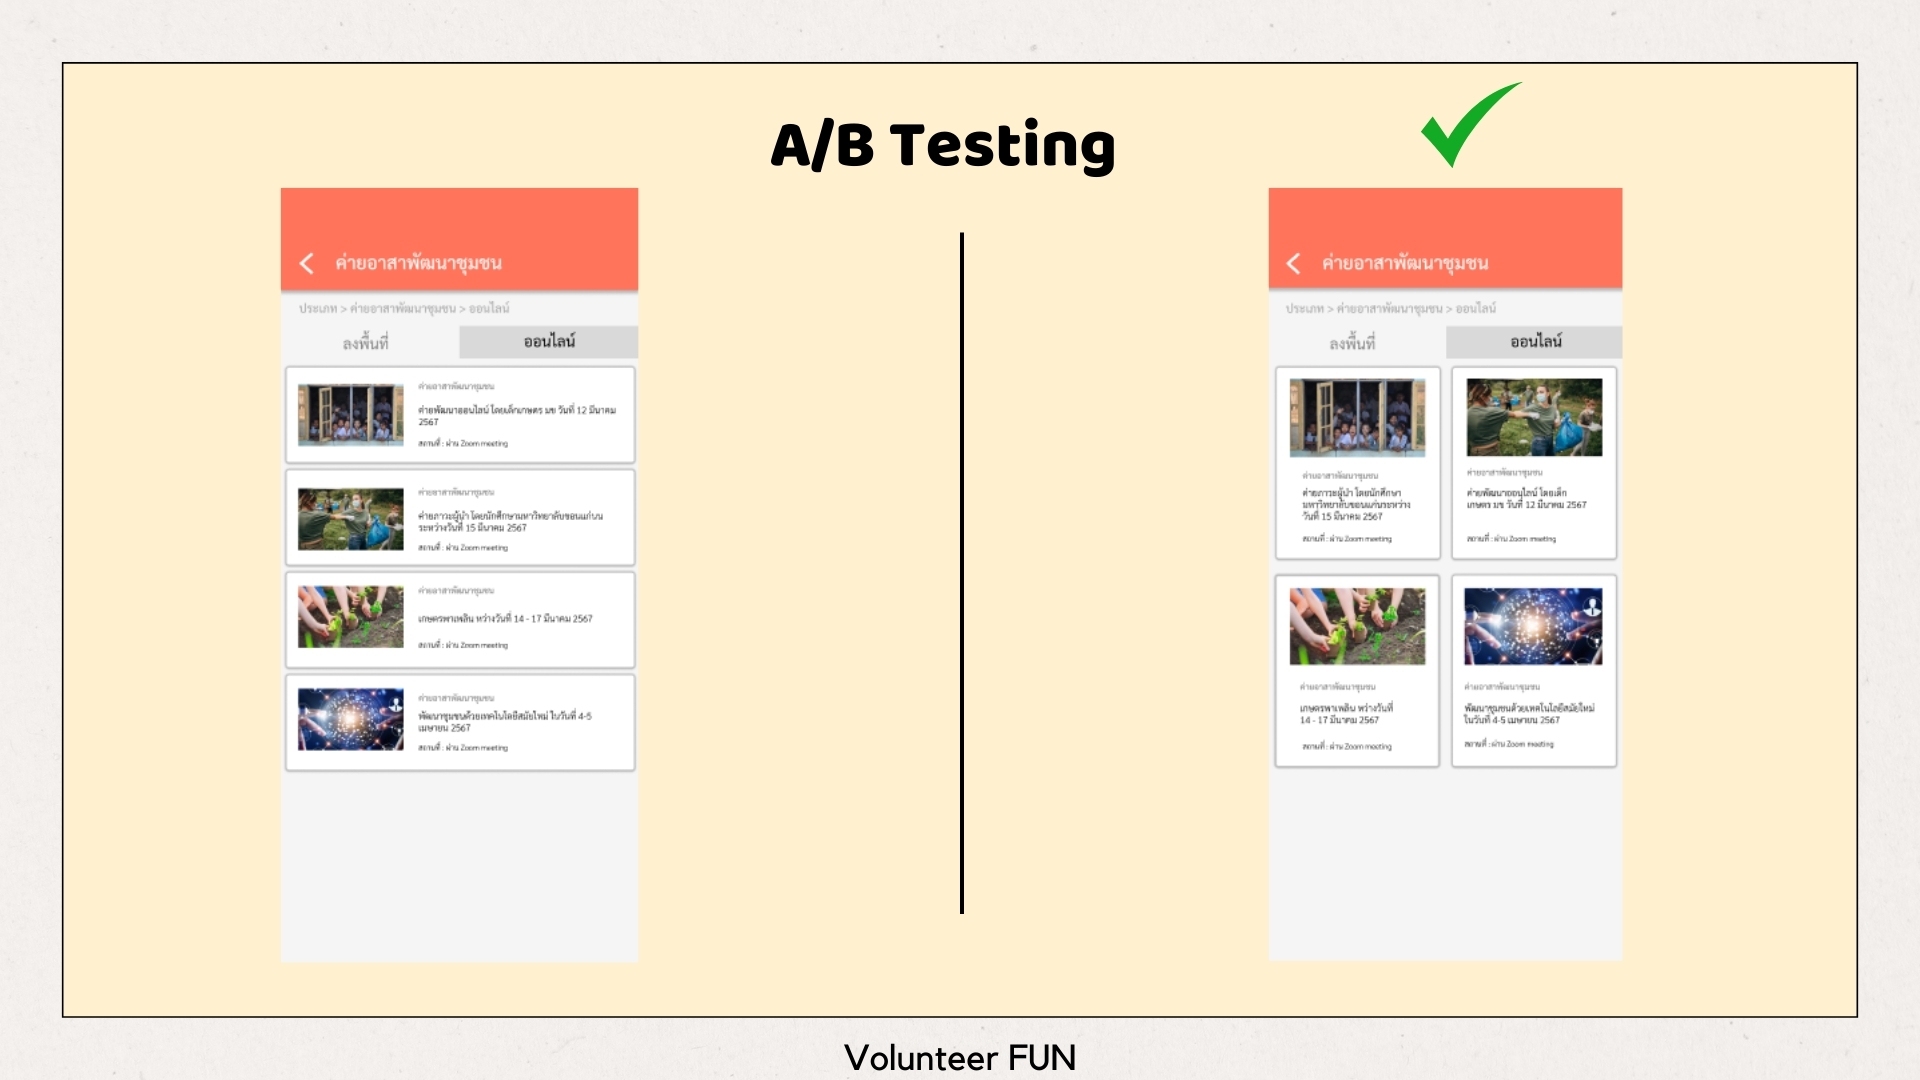 A/B Testing
ค่ายอาสาพัฒนาชุมชน
ประเภท > ค่ายอาสาพัฒนาชุมชน > ออนไลน์
ลงพื้นที่
ออนไลน์
ค่ายอาสาพัฒนาชุมชน
ค่ายพัฒนาออนไลน์ โดยเด็กเกษตร มข วันที่ 12 มีนาคม
2567
สถานที่ : ผ่าน Zoom meeting
ค่ายอาสาพัฒนาชุมชน
ค่ายภาวะผู้นำ โดยนักศึกษามหาวิทยาลับขอนแก่นน
ระหว่างวันที่ 15 มีนาคม 2567
สถานที่ : ผ่าน Zoom meeting
ค่ายอาสาพัฒนาชุมชน
เกษตรพาเพลิน หว่างวันที่ 14 - 17 มีนาคม 2567
สถานที่ : ผ่าน Zoom meeting
ค่ายอาสาพัฒนาชุมชน
พัฒนาชุมชนด้วยเทคโนโลยีสมัยใหม่ ในวันที่ 4-5
เมษายน 2567
สถานที่ : ผ่าน Zoom meeting
ค่ายอาสาพัฒนาชุมชน
ประเภท > ค่ายอาสาพัฒนาชุมชน > ออนไลน์
ลงพื้นที่
ออนไลน์
ค่ายอาสาพัฒนาชุมชน
ค่ายภาวะผู้นำ โดยนักศึกษา
มหาวิทยาลับขอนแก่นระหว่าง
วันที่ 15 มีนาคม 2567
สถานที่ : ผ่าน Zoom meeting
ค่ายอาสาพัฒนาชุมชน
ค่ายพัฒนาออนไลน์ โดยเด็ก
เกษตร มข วันที่ 12 มีนาคม 2567
สถานที่ : ผ่าน Zoom meeting
ค่ายอาสาพัฒนาชุมชน
เกษตรพาเพลิน หว่างวันที่
14 - 17 มีนาคม 2567
สถานที่ : ผ่าน Zoom meeting
ค่ายอาสาพัฒนาชุมชน
พัฒนาชุมชนด้วยเทคโนโลยีสมัยใหม่
ในวันที่ 4-5 เมษายน 2567
สถานที่ : ผ่าน Zoom meeting
Volunteer FUN